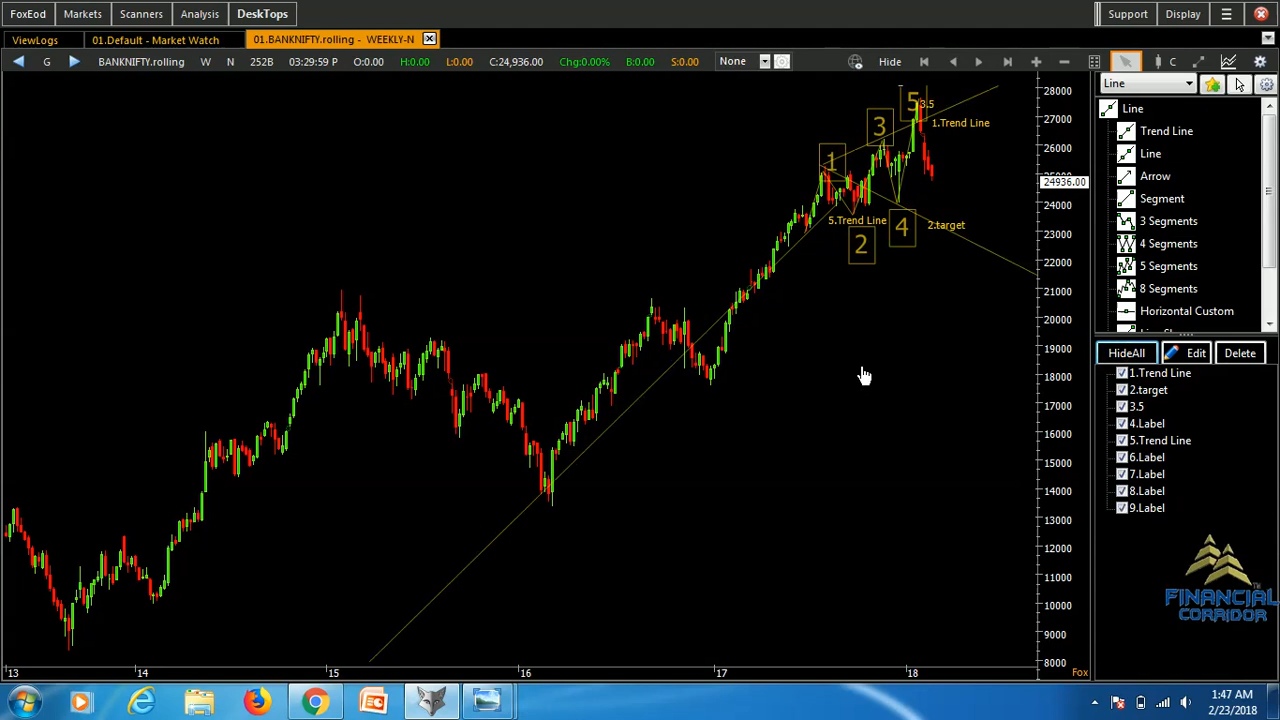 FoxEod Markets Scanners Analysis DeskTops Support Display
ViewLogs 01.Default - Market Watch 01.BANKNIFTY.rolling - WEEKLY-N
G BANKNIFTY.rolling W N 252B 03:29:59 PM O:0.00 H:0.00 L:0.00 C:24,936.00 Chg:0.00% B:0.00 S:0.00 None Hide C
Line
Line
Trend Line
Line
Arrow
Segment
3 Segments
4 Segments
5 Segments
8 Segments
Horizontal Custom
HideAll Edit Delete
1.Trend Line
2.target
3.5
4.Label
5.Trend Line
6.Label
7.Label
8.Label
9.Label
28000
27000
26000
24936.00
24000
23000
22000
21000
20000
19000
18000
17000
16000
15000
14000
13000
12000
11000
10000
9000
8000
1
2
3
4
5
3.5
1.Trend Line
5.Trend Line
2.target
13 14 15 16 17 18 Fox
FINANCIAL
CORRIDOR
TM
1:47 AM
2/23/2018